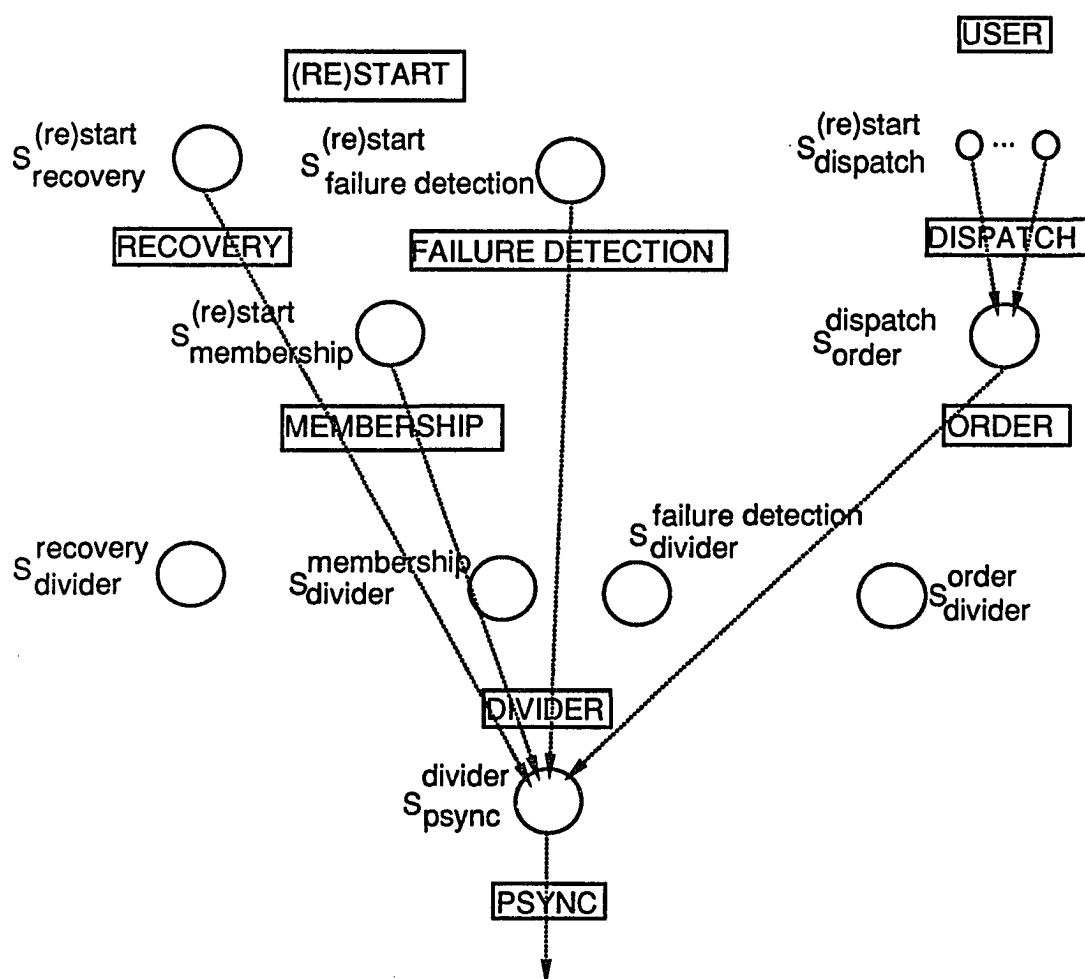 USER
(RE)START
S (re)start recovery
S (re)start failure detection
S (re)start dispatch
...
RECOVERY
FAILURE DETECTION
DISPATCH
S (re)start membership
S dispatch order
MEMBERSHIP
ORDER
S recovery divider
S membership divider
S failure detection divider
S order divider
DIVIDER
S divider psync
PSYNC